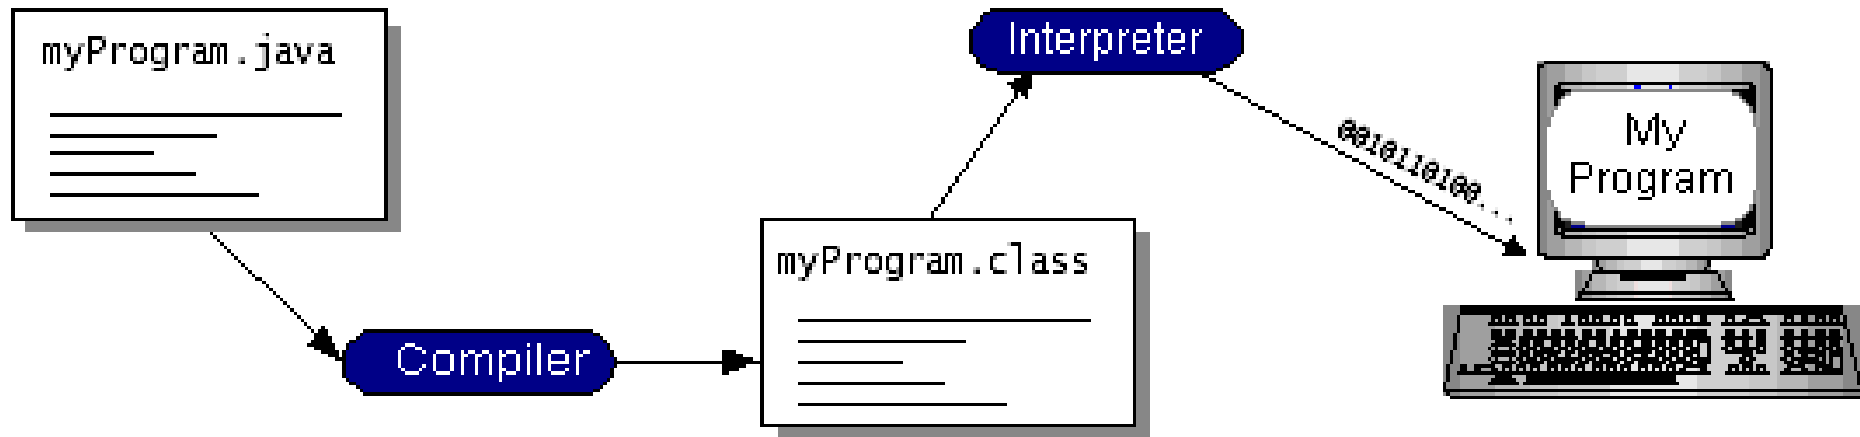 myProgram.java
Compiler
myProgram.class
Interpreter
0010110100...
My
Program